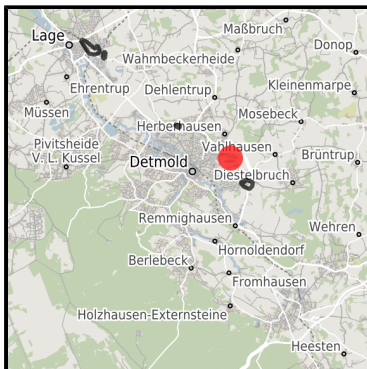 Maßbruch
Lage
Donop
Wahmbeckerheide
Ehrentrup
Dehlentrup
Kleinenmarpe
Müssen
Mosebeck
Herberhausen
Pivitsheide
V. L. Kussel
Vahlhausen
Brüntrup
Detmold
Diestelbruch
Remmighausen
Wehren
Hornoldendorf
Berlebeck
Fromhausen
Holzhausen-Externsteine
Heesten